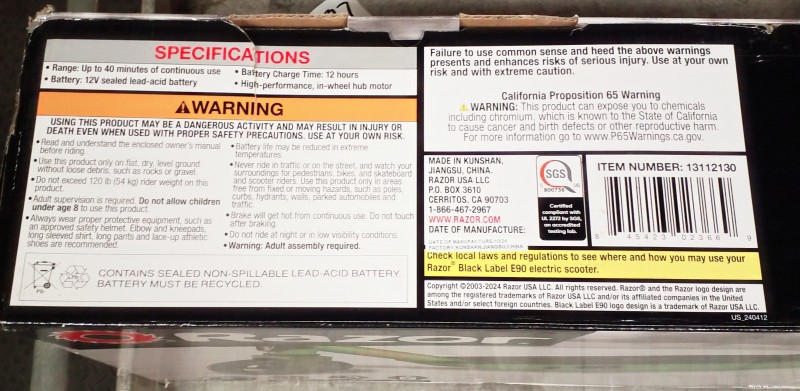 SPECIFICATIONS
• Range: Up to 40 minutes of continuous use
• Battery: 12V sealed lead-acid battery
• Battery Charge Time: 12 hours
• High-performance, in-wheel hub motor
WARNING
USING THIS PRODUCT MAY BE A DANGEROUS ACTIVITY AND MAY RESULT IN INJURY OR
DEATH EVEN WHEN USED WITH PROPER SAFETY PRECAUTIONS. USE AT YOUR OWN RISK.
• Read and understand the enclosed owner's manual
before riding.
• Use this product only on flat, dry, level ground
without loose debris, such as rocks or gravel.
• Do not exceed 120 lb (54 kg) rider weight on this
product.
• Adult supervision is required. Do not allow children
under age 8 to use this product.
• Always wear proper protective equipment, such as
an approved safety helmet. Elbow and kneepads,
long sleeved shirt, long pants and lace-up athletic
shoes are recommended.
• Battery life may be reduced in extreme
temperatures.
• Never ride in traffic or on the street, and watch your
surroundings for pedestrians, bikes, and skateboard
and scooter riders. Use this product only in areas
free from fixed or moving hazards, such as poles,
curbs, hydrants, walls, parked automobiles and
traffic.
• Brake will get hot from continuous use. Do not touch
after braking.
• Do not ride at night or in low visibility conditions.
• Warning: Adult assembly required.
Pb
CONTAINS SEALED NON-SPILLABLE LEAD-ACID BATTERY.
BATTERY MUST BE RECYCLED.
Failure to use common sense and heed the above warnings
presents and enhances risks of serious injury. Use at your own
risk and with extreme caution.
California Proposition 65 Warning
WARNING: This product can expose you to chemicals
including chromium, which is known to the State of California
to cause cancer and birth defects or other reproductive harm.
For more information go to www.P65Warnings.ca.gov.
MADE IN KUNSHAN,
JIANGSU, CHINA.
RAZOR USA LLC
P.O. BOX 3610
CERRITOS, CA 90703
1-866-467-2967
WWW.RAZOR.COM
DATE OF MANUFACTURE:
FACTORY:KUNSHAN,JIANGSU,CHINA
SGS
US
800736
Certified
compliant with
UL 2272 by SGS,
an accredited
testing lab.
ITEM NUMBER: 13112130
8 45423 02366 9
Check local laws and regulations to see where and how you may use your
Razor® Black Label E90 electric scooter.
Copyright ©2003-2024 Razor USA LLC. All rights reserved. Razor® and the Razor logo design are
among the registered trademarks of Razor USA LLC and/or its affiliated companies in the United
States and/or select foreign countries. Black Label E90 logo design is a trademark of Razor USA LLC.
US_240412
Razor